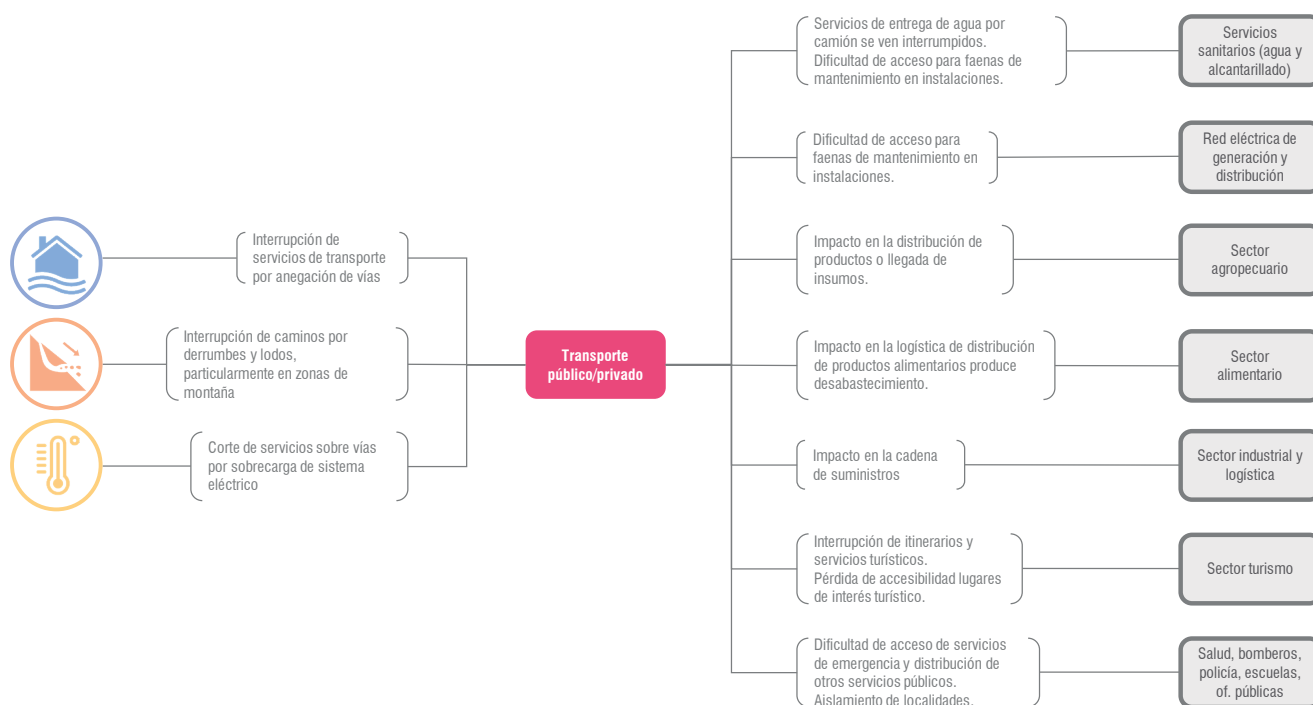 Interrupción de
servicios de transporte
por anegación de vías
Interrupción de caminos por
derrumbes y lodos,
particularmente en zonas de
montaña
Corte de servicios sobre vías
por sobrecarga de sistema
eléctrico
Transporte
público/privado
Servicios de entrega de agua por
camión se ven interrumpidos.
Dificultad de acceso para faenas de
mantenimiento en instalaciones.
Servicios
sanitarios (agua y
alcantarillado)
Dificultad de acceso para
faenas de mantenimiento en
instalaciones.
Red eléctrica de
generación y
distribución
Impacto en la distribución de
productos o llegada de
insumos.
Sector
agropecuario
Impacto en la logística de distribución
de productos alimentarios produce
desabastecimiento.
Sector
alimentario
Impacto en la cadena
de suministros
Sector industrial y
logística
Interrupción de itinerarios y
servicios turísticos.
Pérdida de accesibilidad lugares
de interés turístico.
Sector turismo
Dificultad de acceso de servicios
de emergencia y distribución de
otros servicios públicos.
Aislamiento de localidades.
Salud, bomberos,
policía, escuelas,
of. públicas